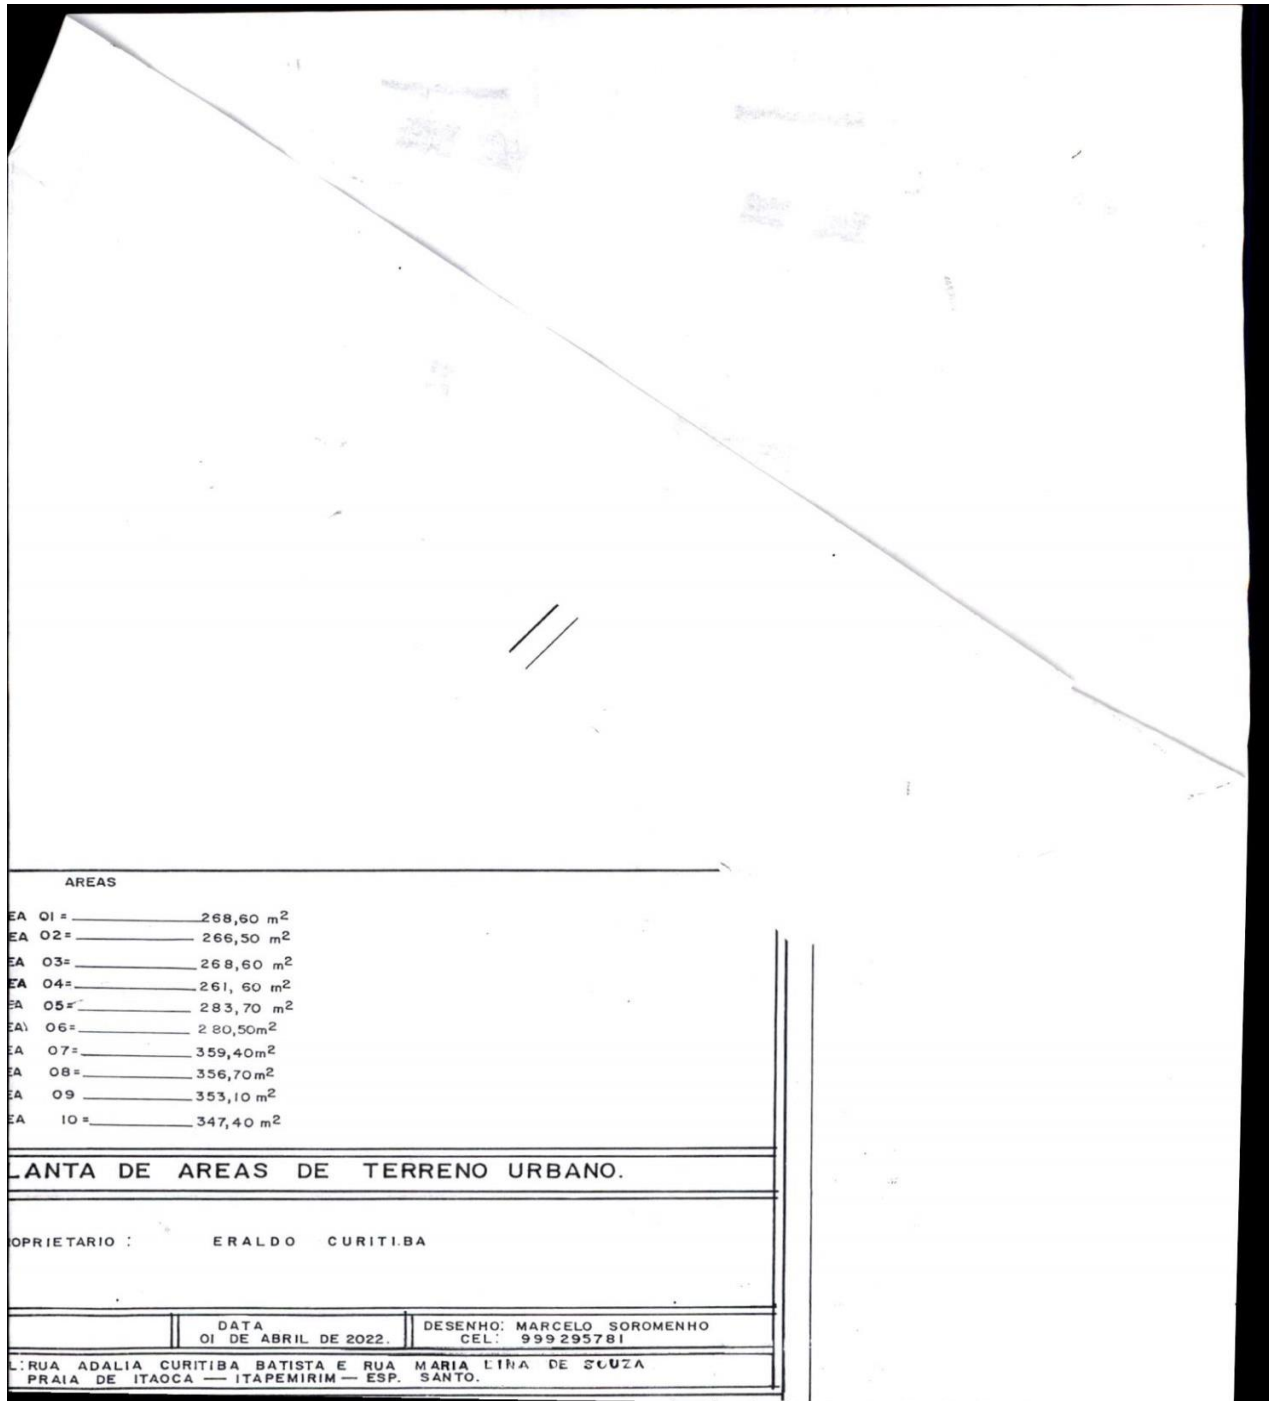 AREAS
EA 01 = 268,60 m²
EA 02= 266,50 m²
EA 03= 268,60 m²
EA 04= 261, 60 m²
EA 05= 283,70 m²
EA 06= 280,50m²
EA 07= 359,40m²
EA 08= 356,70m²
EA 09 353,10 m²
EA 10 = 347,40 m²
LANTA DE AREAS DE TERRENO URBANO.
OPRIETARIO : ERALDO CURITIBA
DATA
01 DE ABRIL DE 2022.
DESENHO: MARCELO SOROMENHO
CEL: 999295781
L: RUA ADALIA CURITIBA BATISTA E RUA MARIA LINA DE SOUZA
PRAIA DE ITAOCA — ITAPEMIRIM — ESP. SANTO.